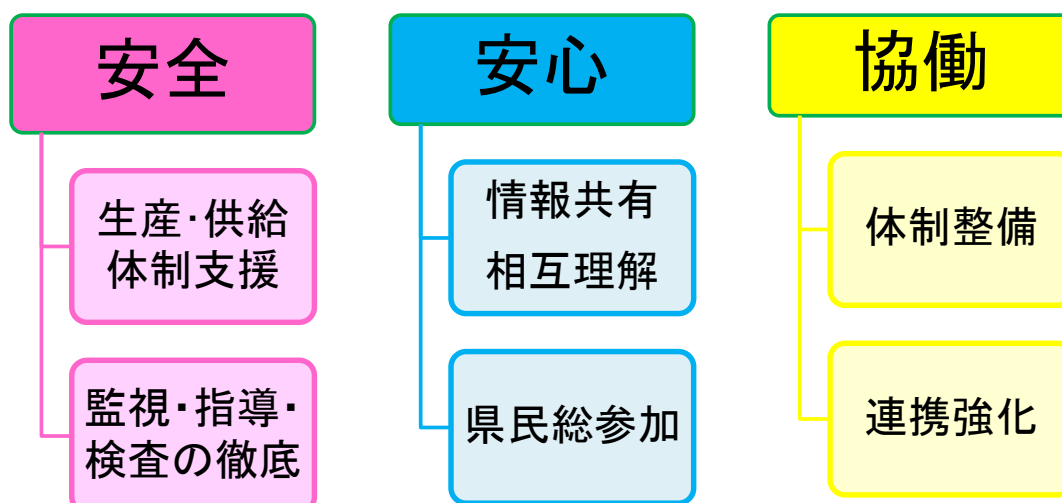 安全
生産・供給
体制支援
監視・指導・
検査の徹底
安心
情報共有
相互理解
県民総参加
協働
体制整備
連携強化